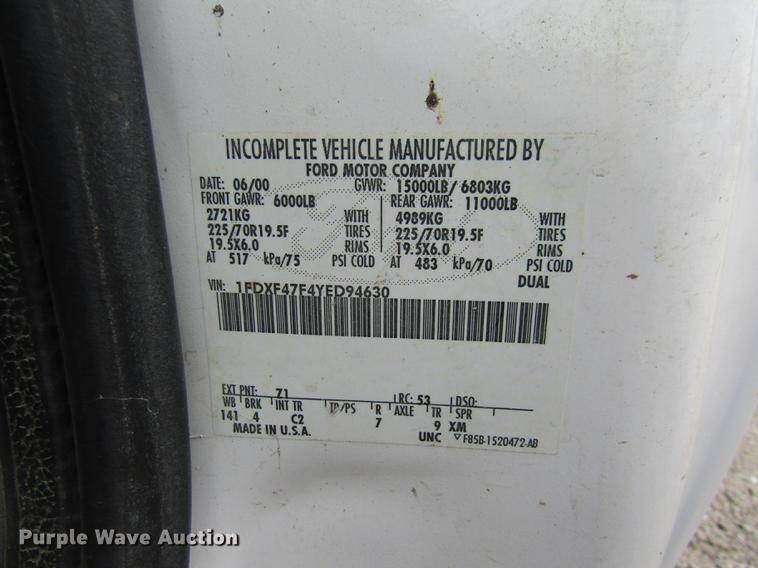 INCOMPLETE VEHICLE MANUFACTURED BY
FORD MOTOR COMPANY
DATE: 06/00 GVWR: 15000LB/ 6803KG
FRONT GAWR: 6000LB REAR GAWR: 11000LB
2721KG WITH 4989KG WITH
225/70R19.5F TIRES 225/70R19.5F TIRES
19.5X6.0 RIMS 19.5X6.0 RIMS
AT 517 kPa/75 PSI COLD AT 483 kPa/70 PSI COLD
DUAL
VIN: 1FDXF47F4YED94630
EXT PNT: Z1 RC: 53 DSO:
WB BRK INT TR TP/PS R AXLE TR SPR
141 4 C2 7 9 XM
MADE IN U.S.A. UNC F85B-1520472-AB
Purple Wave Auction